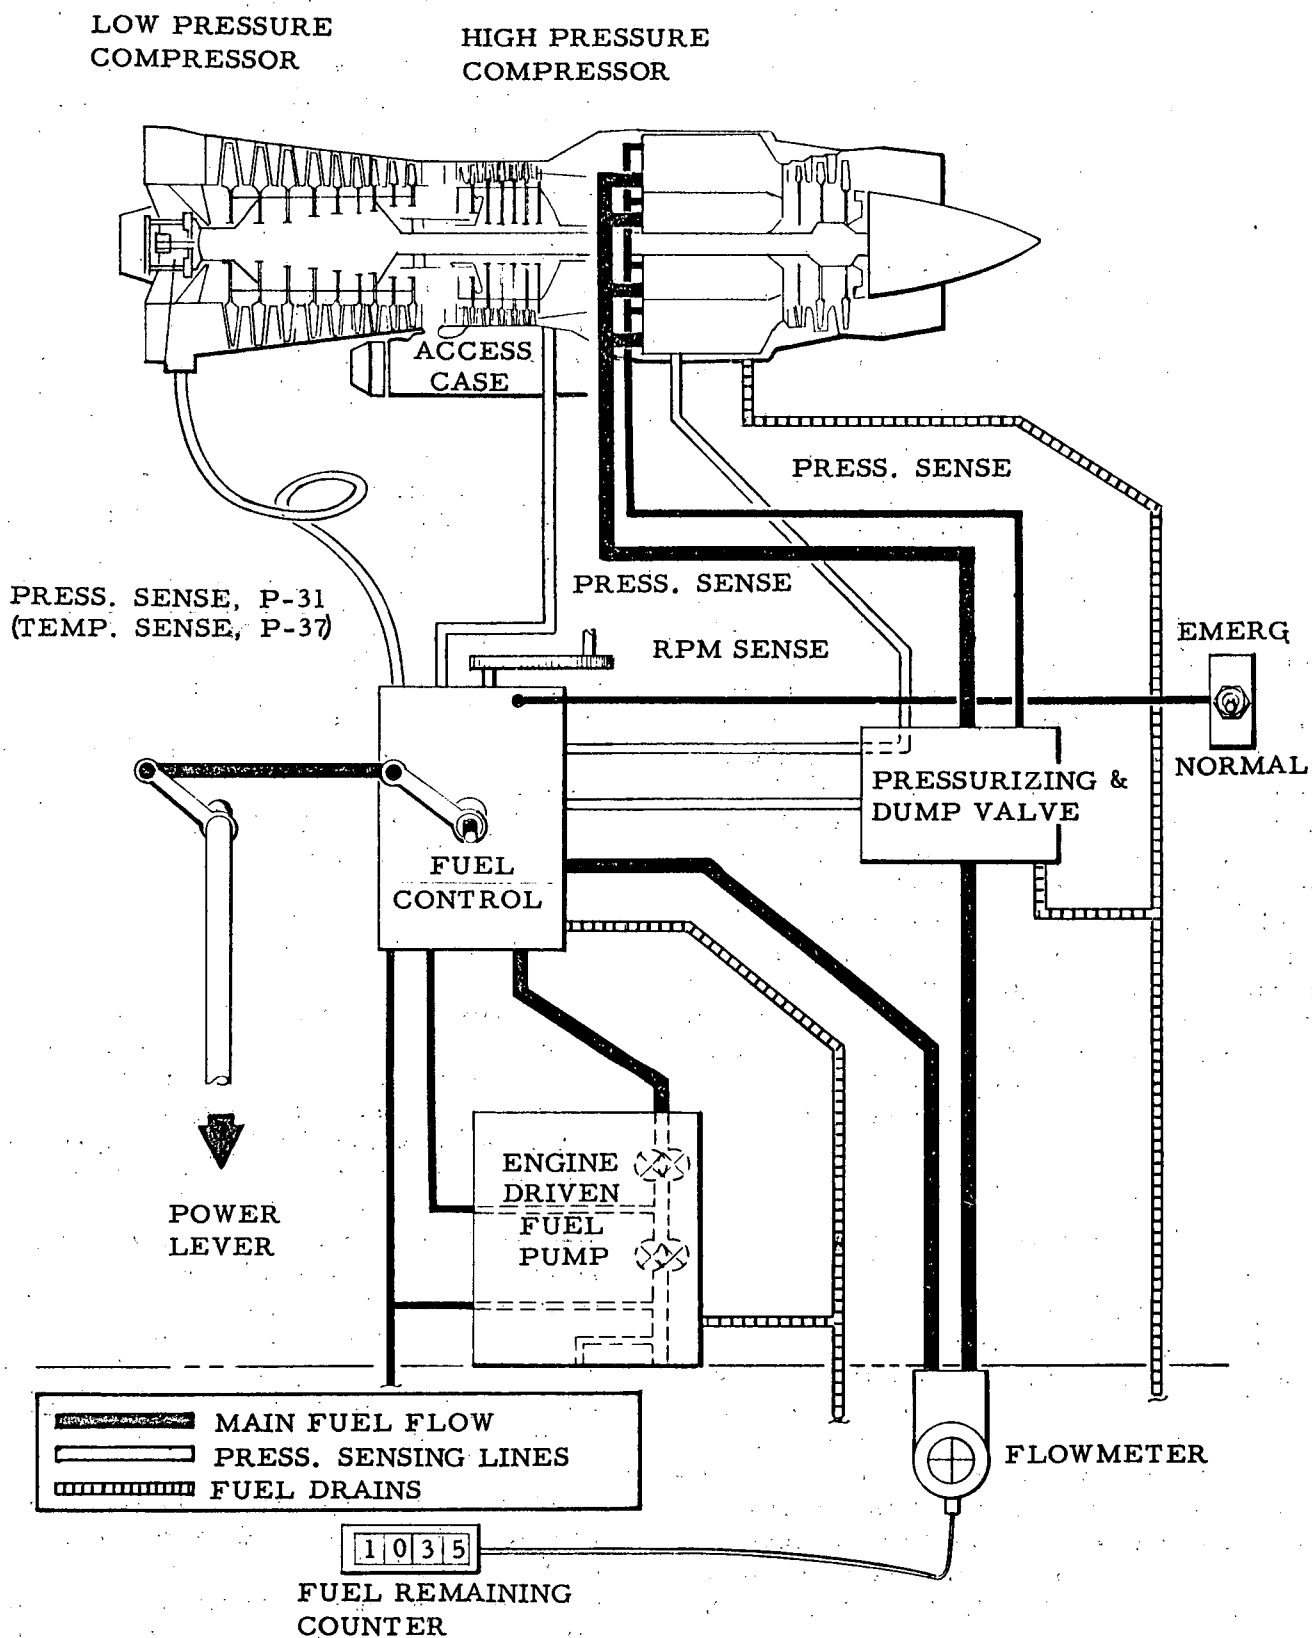 LOW PRESSURE
COMPRESSOR
HIGH PRESSURE
COMPRESSOR
ACCESS
CASE
PRESS. SENSE
PRESS. SENSE
PRESS. SENSE, P-31
(TEMP. SENSE, P-37)
RPM SENSE
EMERG
NORMAL
PRESSURIZING &
DUMP VALVE
FUEL
CONTROL
ENGINE
DRIVEN
FUEL
PUMP
POWER
LEVER
MAIN FUEL FLOW
PRESS. SENSING LINES
FUEL DRAINS
FLOWMETER
1035
FUEL REMAINING
COUNTER